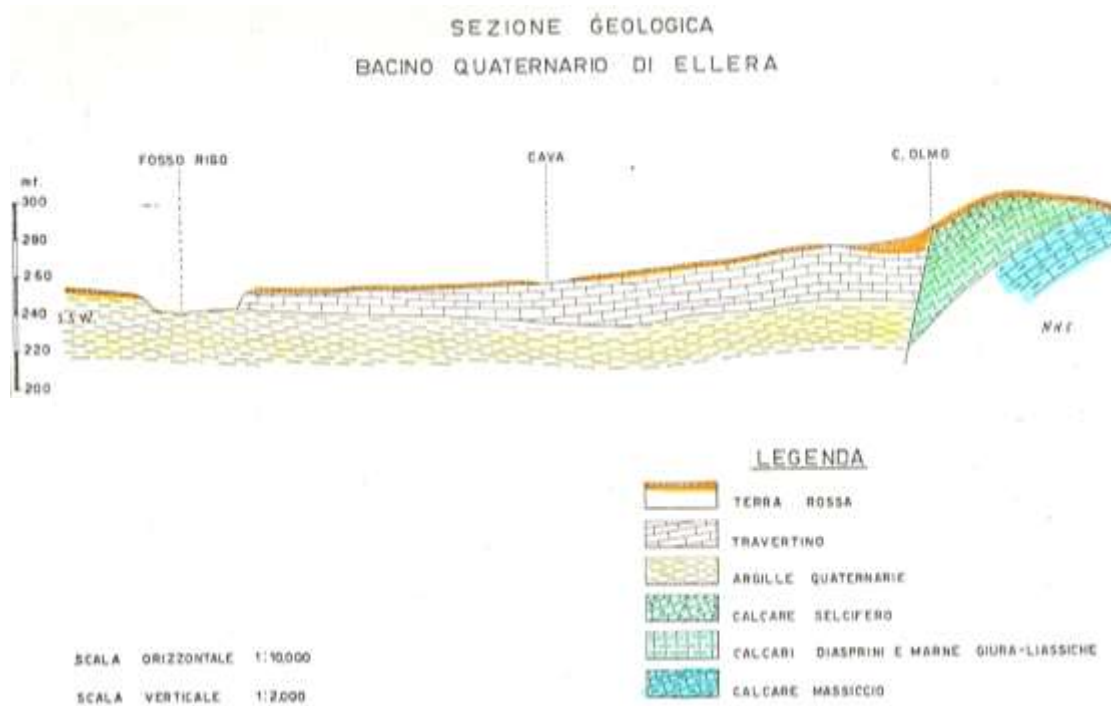 SEZIONE GEOLOGICA
BACINO QUATERNARIO DI ELLERA
FOSSO RIGO
CAVA
C. OLMO
mt.
300
280
260
240
220
200
S.S W.
NNE
LEGENDA
TERRA ROSSA
TRAVERTINO
ARGILLE QUATERNARIE
CALCARE SELCIFERO
CALCARI DIASPRINI E MARNE GIURA-LIASSICHE
CALCARE MASSICCIO
SCALA ORIZZONTALE 1:10,000
SCALA VERTICALE 1:2,000